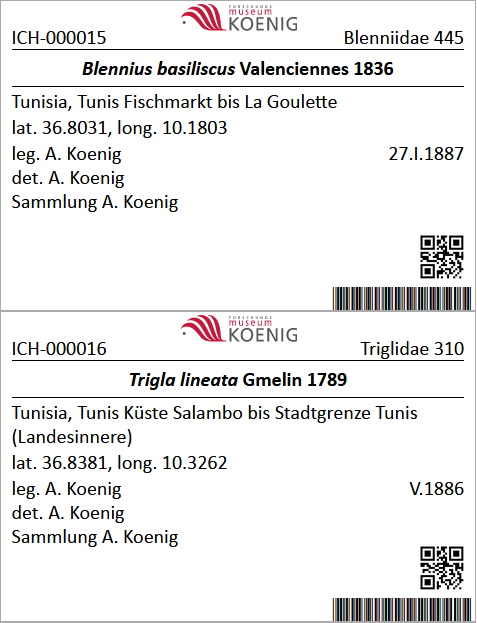 FORSCHUNGS
museum
KOENIG
ICH-000015 Blenniidae 445
Blennius basiliscus Valenciennes 1836
Tunisia, Tunis Fischmarkt bis La Goulette
lat. 36.8031, long. 10.1803
leg. A. Koenig 27.I.1887
det. A. Koenig
Sammlung A. Koenig
FORSCHUNGS
museum
KOENIG
ICH-000016 Triglidae 310
Trigla lineata Gmelin 1789
Tunisia, Tunis Küste Salambo bis Stadtgrenze Tunis
(Landesinnere)
lat. 36.8381, long. 10.3262
leg. A. Koenig V.1886
det. A. Koenig
Sammlung A. Koenig